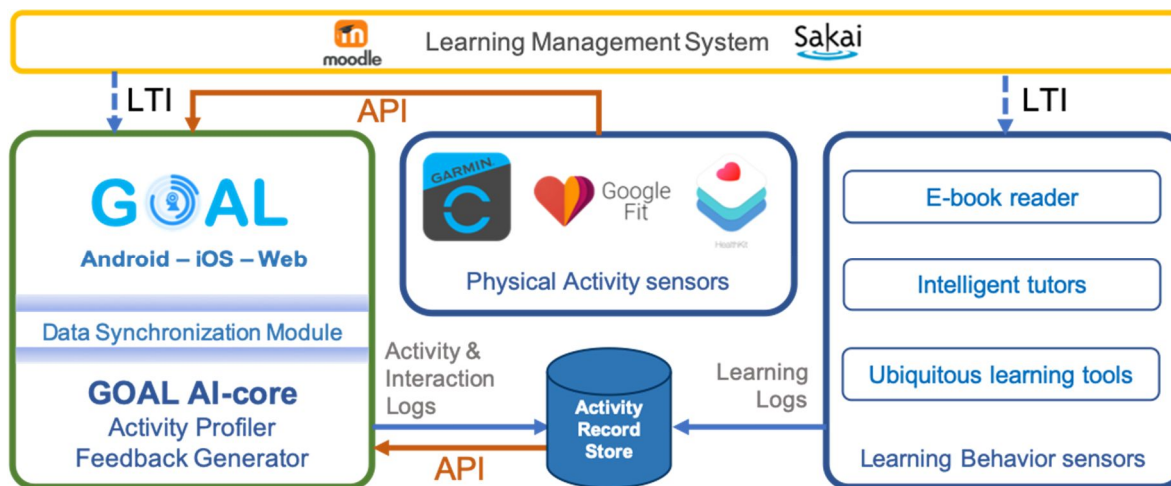 Learning Management System
moodle
Sakai
LTI
API
LTI
GOAL
Android – iOS – Web
Data Synchronization Module
GOAL AI-core
Activity Profiler
Feedback Generator
GARMIN
Google
Fit
HealthKit
Physical Activity sensors
Activity &
Interaction
Logs
API
Activity
Record
Store
Learning
Logs
E-book reader
Intelligent tutors
Ubiquitous learning tools
Learning Behavior sensors